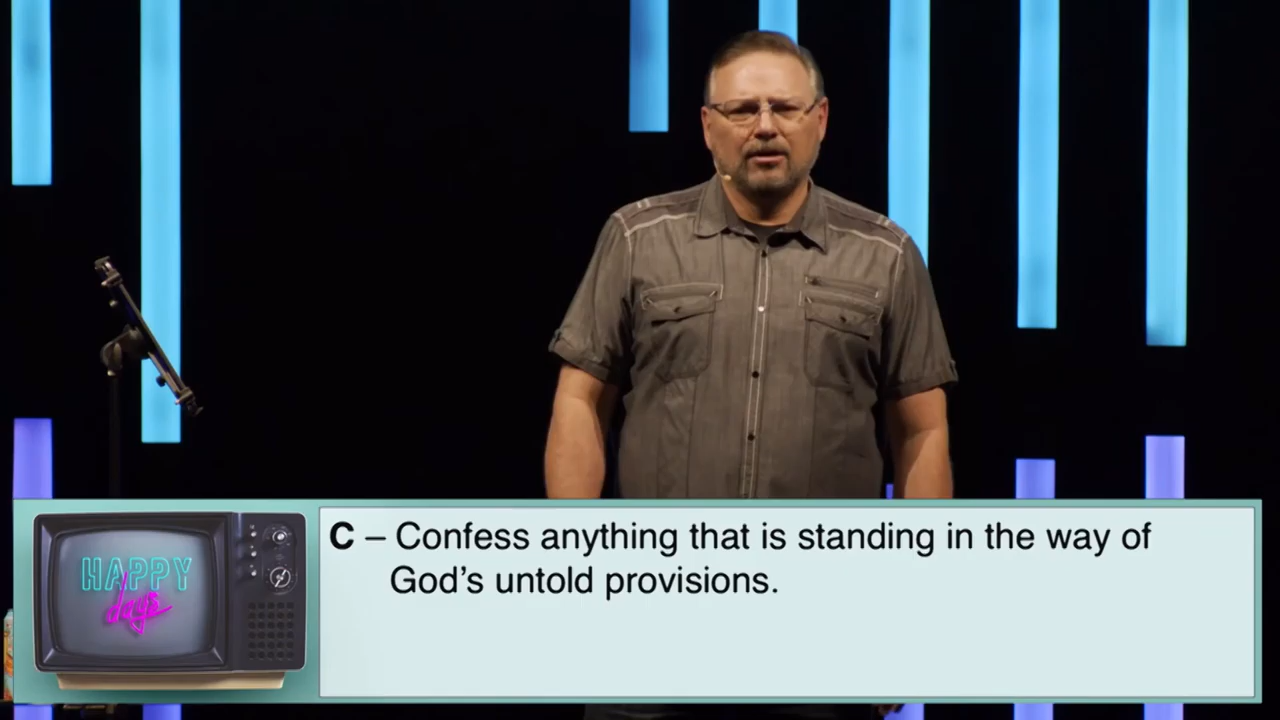 HAPPY
days
C – Confess anything that is standing in the way of
God's untold provisions.